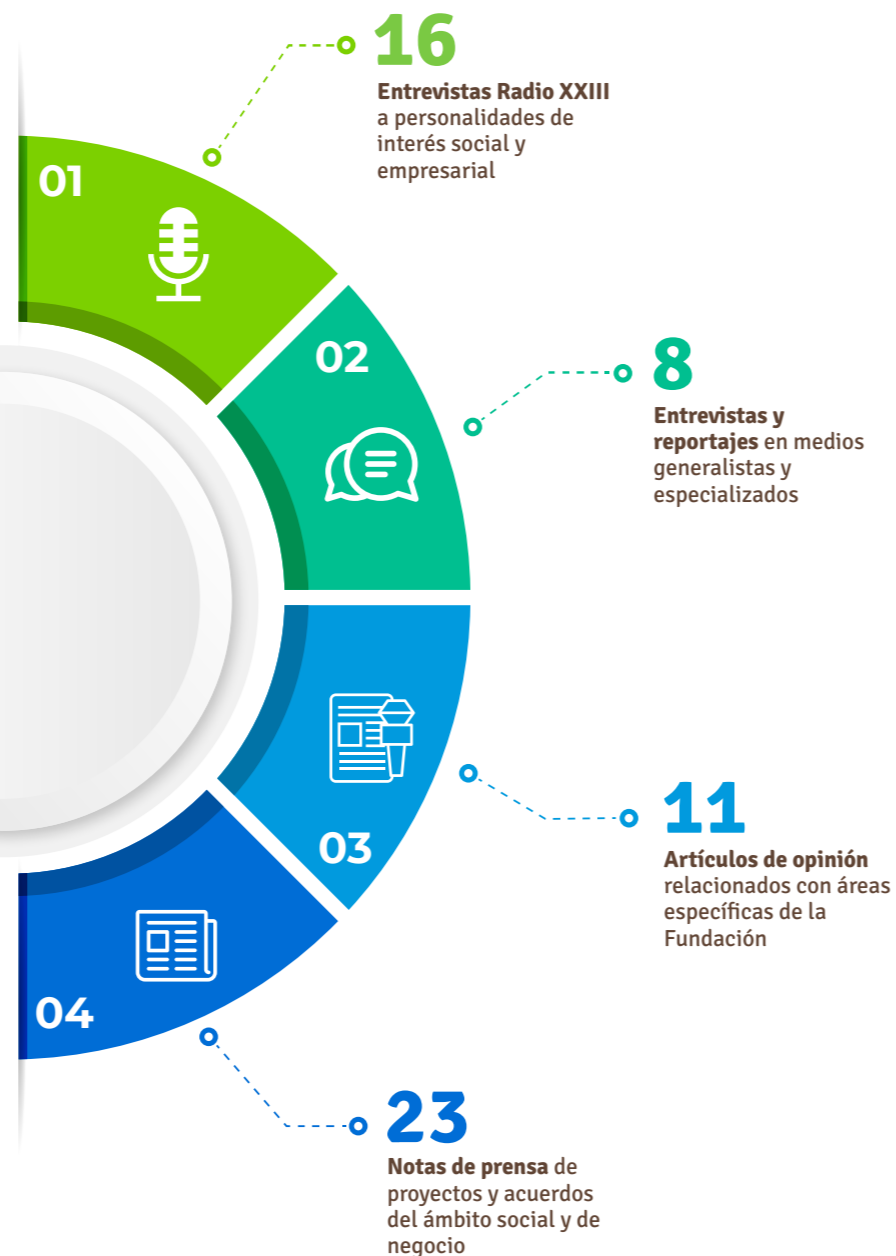 16
Entrevistas Radio XXIII
a personalidades de
interés social y
empresarial
01
02
8
Entrevistas y
reportajes en medios
generalistas y
especializados
03
11
Artículos de opinión
relacionados con áreas
específicas de la
Fundación
04
23
Notas de prensa de
proyectos y acuerdos
del ámbito social y de
negocio